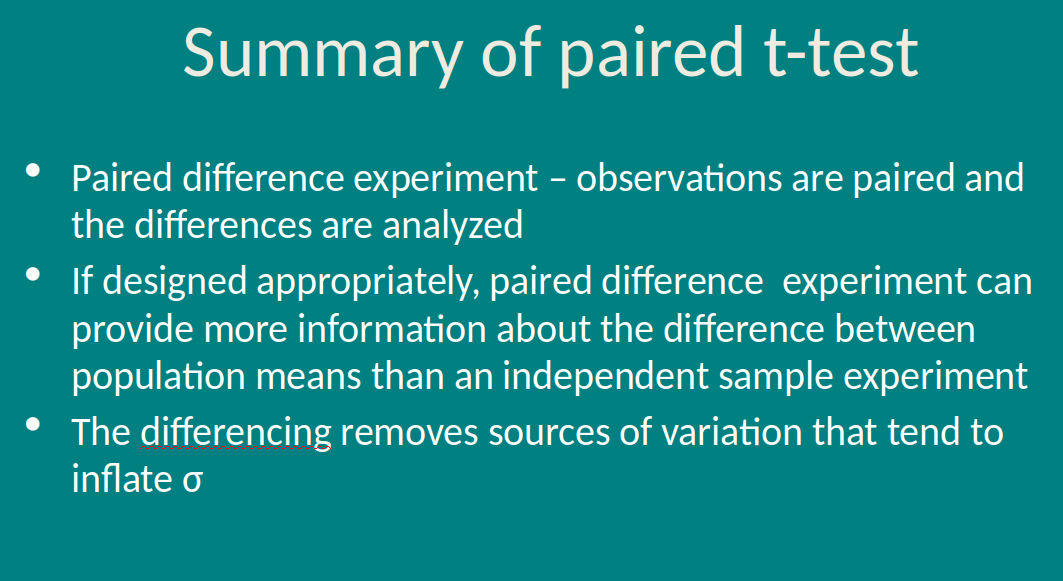 Summary of paired t-test
• Paired difference experiment – observations are paired and
the differences are analyzed
• If designed appropriately, paired difference  experiment can
provide more information about the difference between
population means than an independent sample experiment
• The differencing removes sources of variation that tend to
inflate σ